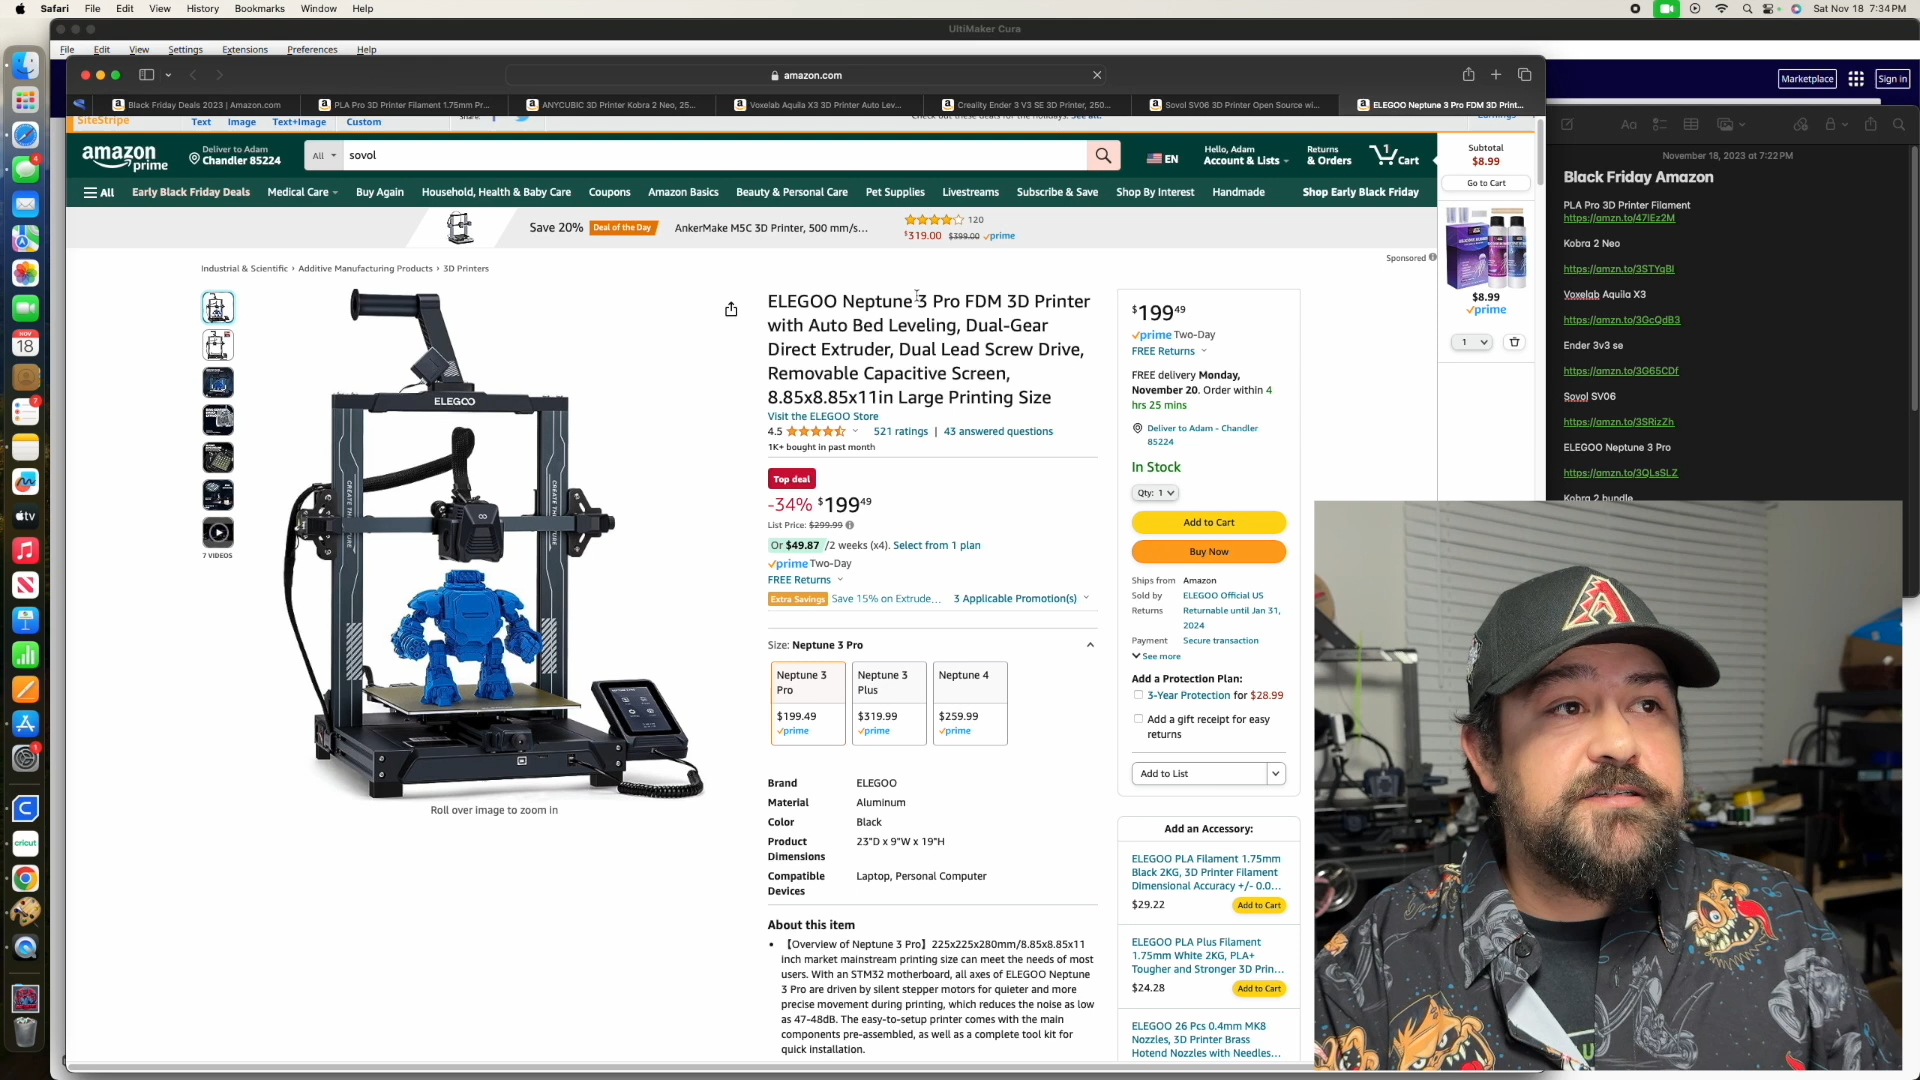 Safari File Edit View History Bookmarks Window Help
Sat Nov 18 7:34 PM
UltiMaker Cura
File Edit View Settings Extensions Preferences Help
Marketplace
Sign in
amazon.com
Black Friday Deals 2023 | Amazon.com
PLA Pro 3D Printer Filament 1.75mm Pr...
ANYCUBIC 3D Printer Kobra 2 Neo, 25...
Voxelab Aquila X3 3D Printer Auto Lev...
Creality Ender 3 V3 SE 3D Printer, 250...
Sovol SV06 3D Printer Open Source wi...
ELEGOO Neptune 3 Pro FDM 3D Print...
SiteStripe
Text Image Text+Image Custom
amazon prime
Deliver to Adam
Chandler 85224
All sovol
EN
Hello, Adam
Account & Lists
Returns
& Orders
1
Cart
Subtotal
$8.99
Go to Cart
All
Early Black Friday Deals Medical Care Buy Again Household, Health & Baby Care Coupons Amazon Basics Beauty & Personal Care Pet Supplies Livestreams Subscribe & Save Shop By Interest Handmade
Shop Early Black Friday
Save 20% Deal of the Day AnkerMake M5C 3D Printer, 500 mm/s...
120
$319.00 $399.00 prime
Sponsored
$8.99
prime
1
Industrial & Scientific › Additive Manufacturing Products › 3D Printers
ELEGOO
CREATE THE FUTURE
7 VIDEOS
Roll over image to zoom in
ELEGOO Neptune 3 Pro FDM 3D Printer
with Auto Bed Leveling, Dual-Gear
Direct Extruder, Dual Lead Screw Drive,
Removable Capacitive Screen,
8.85x8.85x11in Large Printing Size
Visit the ELEGOO Store
4.5 521 ratings | 43 answered questions
1K+ bought in past month
Top deal
-34% $199 49
List Price: $299.99
Or $49.87 /2 weeks (x4). Select from 1 plan
prime Two-Day
FREE Returns
Extra Savings Save 15% on Extrude... 3 Applicable Promotion(s)
Size: Neptune 3 Pro
Neptune 3
Pro
$199.49
prime
Neptune 3
Plus
$319.99
prime
Neptune 4
$259.99
prime
Brand ELEGOO
Material Aluminum
Color Black
Product
Dimensions
23"D x 9"W x 19"H
Compatible
Devices
Laptop, Personal Computer
About this item
• 【Overview of Neptune 3 Pro】225x225x280mm/8.85x8.85x11
inch market mainstream printing size can meet the needs of most
users. With an STM32 motherboard, all axes of ELEGOO Neptune
3 Pro are driven by silent stepper motors for quieter and more
precise movement during printing, which reduces the noise as low
as 47-48dB. The easy-to-setup printer comes with the main
components pre-assembled, as well as a complete tool kit for
quick installation.
$199 49
prime Two-Day
FREE Returns
FREE delivery Monday,
November 20. Order within 4
hrs 25 mins
Deliver to Adam - Chandler
85224
In Stock
Qty: 1
Add to Cart
Buy Now
Ships from Amazon
Sold by ELEGOO Official US
Returns Returnable until Jan 31,
2024
Payment Secure transaction
See more
Add a Protection Plan:
3-Year Protection for $28.99
Add a gift receipt for easy
returns
Add to List
Add an Accessory:
ELEGOO PLA Filament 1.75mm
Black 2KG, 3D Printer Filament
Dimensional Accuracy +/- 0.0...
$29.22 Add to Cart
ELEGOO PLA Plus Filament
1.75mm White 2KG, PLA+
Tougher and Stronger 3D Prin...
$24.28 Add to Cart
ELEGOO 26 Pcs 0.4mm MK8
Nozzles, 3D Printer Brass
Hotend Nozzles with Needles...
November 18, 2023 at 7:22 PM
Black Friday Amazon
PLA Pro 3D Printer Filament
https://amzn.to/47IEz2M
Kobra 2 Neo
https://amzn.to/3STYqBl
Voxelab Aquila X3
https://amzn.to/3GcQdB3
Ender 3v3 se
https://amzn.to/3G65CDf
Sovol SV06
https://amzn.to/3SRizZh
ELEGOO Neptune 3 Pro
https://amzn.to/3QLsSLZ
Kobra 2 bundle
NOV
18
tv
cricut
A